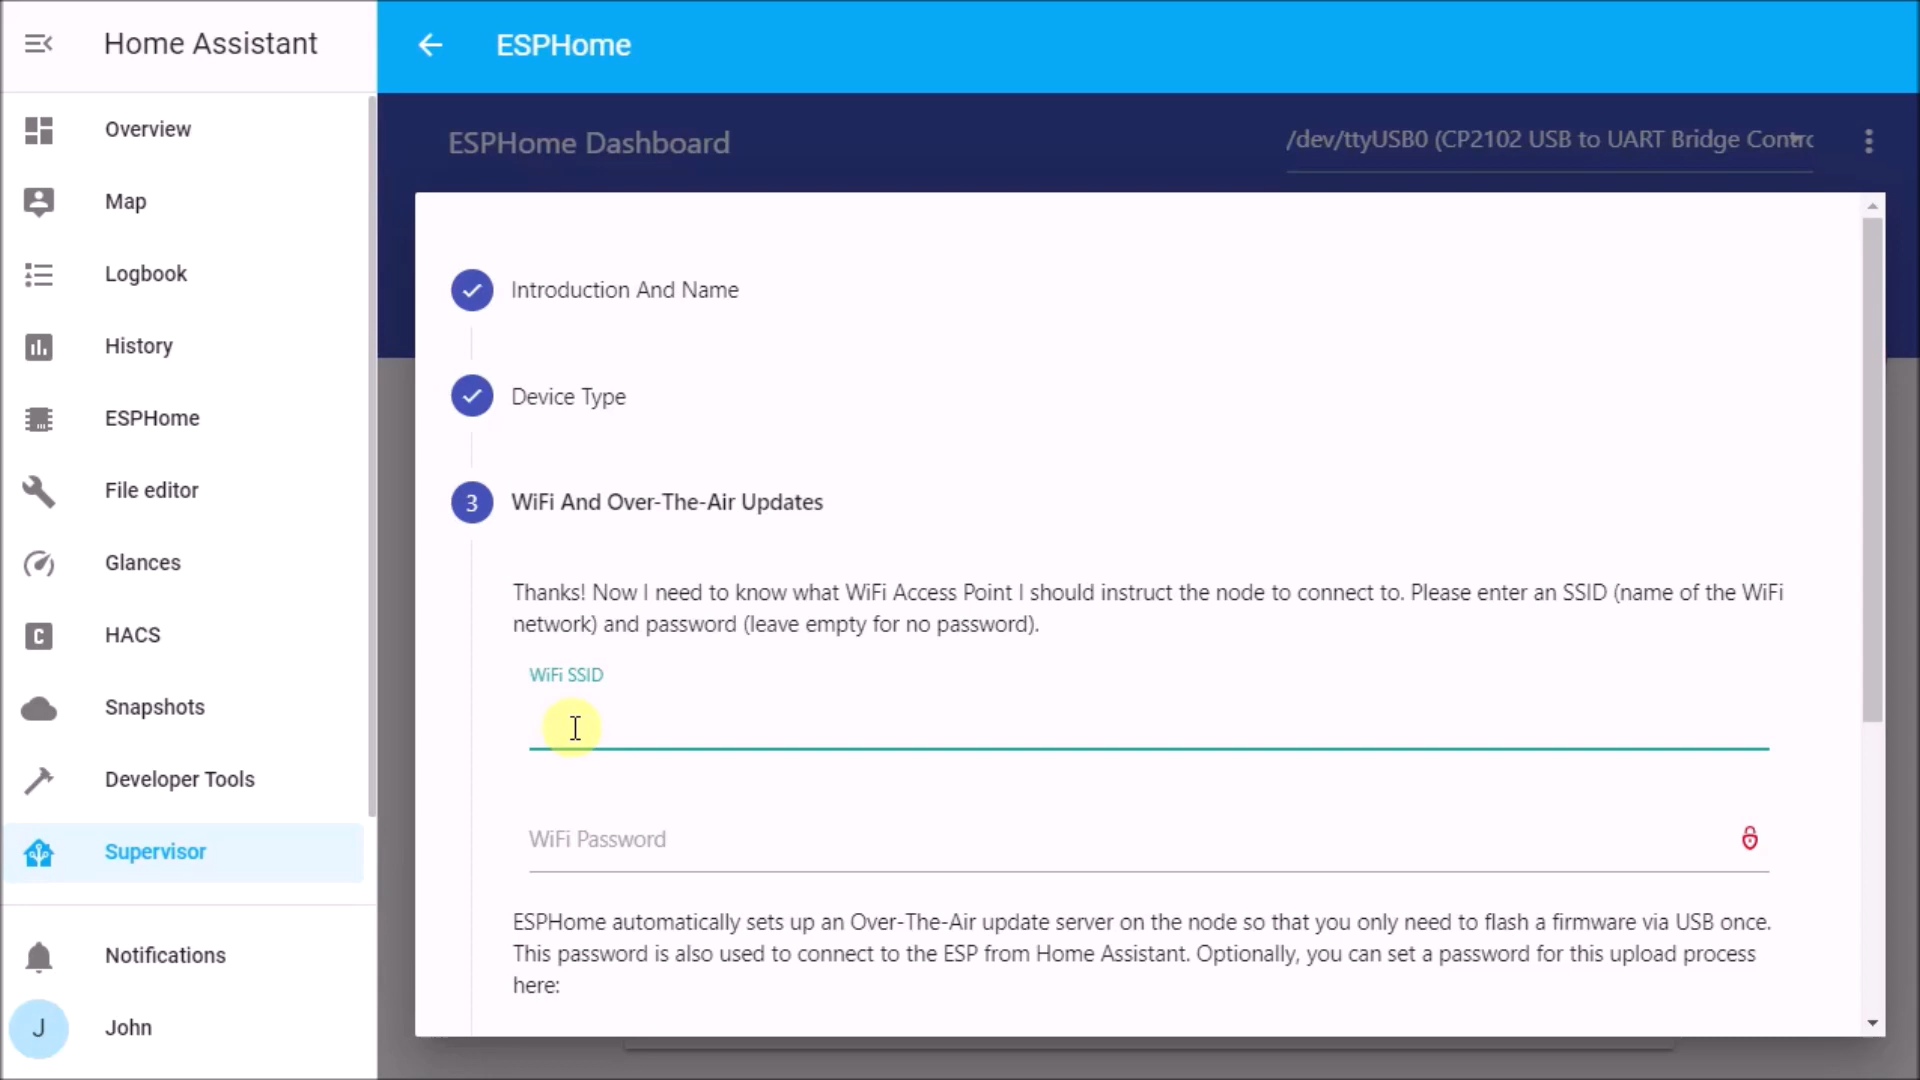 Home Assistant
ESPHome
Overview
Map
Logbook
History
ESPHome
File editor
Glances
HACS
Snapshots
Developer Tools
Supervisor
Notifications
J
John
ESPHome Dashboard
/dev/ttyUSB0 (CP2102 USB to UART Bridge Contro
Introduction And Name
Device Type
3
WiFi And Over-The-Air Updates
Thanks! Now I need to know what WiFi Access Point I should instruct the node to connect to. Please enter an SSID (name of the WiFi
network) and password (leave empty for no password).
WiFi SSID
WiFi Password
ESPHome automatically sets up an Over-The-Air update server on the node so that you only need to flash a firmware via USB once.
This password is also used to connect to the ESP from Home Assistant. Optionally, you can set a password for this upload process
here: